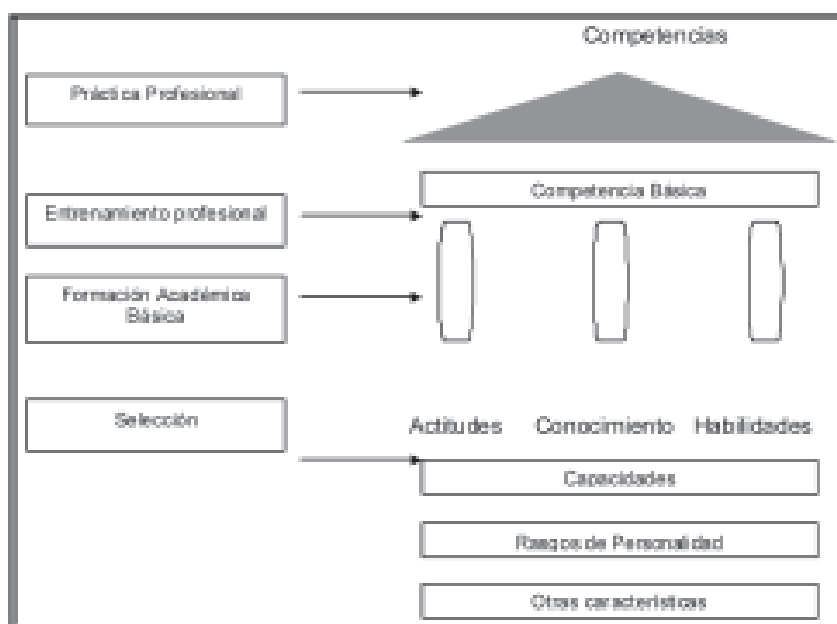 Competencias
Práctica Profesional
Competencia Básica
Entrenamiento profesional
Formación Académica
Básica
Selección
Actitudes Conocimiento Habilidades
Capacidades
Rasgos de Personalidad
Otras características